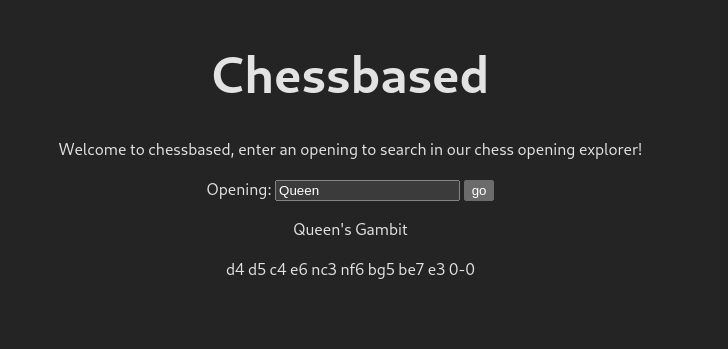 Chessbased
Welcome to chessbased, enter an opening to search in our chess opening explorer!
Opening: Queen go
Queen's Gambit
d4 d5 c4 e6 nc3 nf6 bg5 be7 e3 0-0